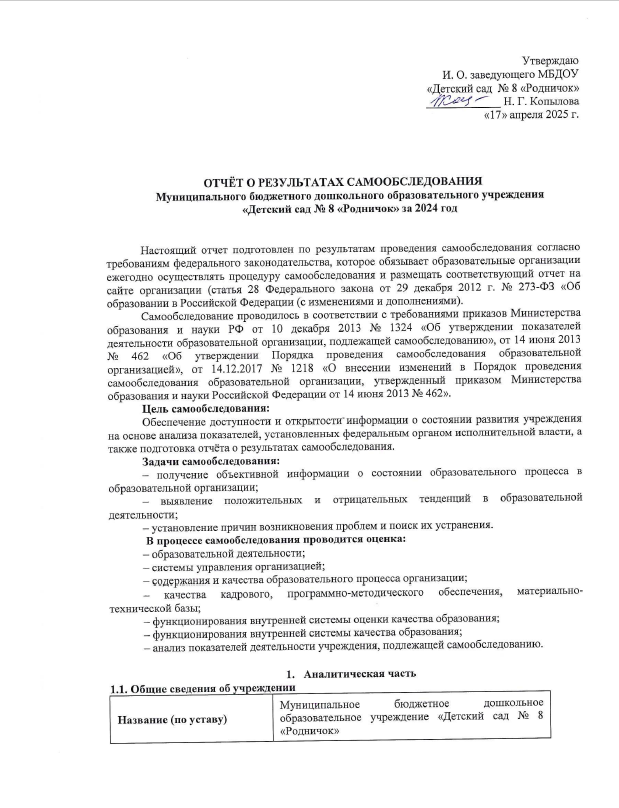 Утверждаю
И. О. заведующего МБДОУ
«Детский сад № 8 «Родничок»
Н. Г. Копылова
«17» апреля 2025 г.
ОТЧЁТ О РЕЗУЛЬТАТАХ САМООБСЛЕДОВАНИЯ
Муниципального бюджетного дошкольного образовательного учреждения
«Детский сад № 8 «Родничок» за 2024 год
Настоящий отчет подготовлен по результатам проведения самообследования согласно
требованиям федерального законодательства, которое обязывает образовательные организации
ежегодно осуществлять процедуру самообследования и размещать соответствующий отчет на
сайте организации (статья 28 Федерального закона от 29 декабря 2012 г. № 273-ФЗ «Об
образовании в Российской Федерации (с изменениями и дополнениями).
Самообследование проводилось в соответствии с требованиями приказов Министерства
образования и науки РФ от 10 декабря 2013 № 1324 «Об утверждении показателей
деятельности образовательной организации, подлежащей самообследованию», от 14 июня 2013
№ 462 «Об утверждении Порядка проведения самообследования образовательной
организацией», от 14.12.2017 № 1218 «О внесении изменений в Порядок проведения
самообследования образовательной организации, утвержденный приказом Министерства
образования и науки Российской Федерации от 14 июня 2013 № 462».
Цель самообследования:
Обеспечение доступности и открытости информации о состоянии развития учреждения
на основе анализа показателей, установленных федеральным органом исполнительной власти, а
также подготовка отчёта о результатах самообследования.
Задачи самообследования:
– получение объективной информации о состоянии образовательного процесса в
образовательной организации;
– выявление положительных и отрицательных тенденций в образовательной
деятельности;
– установление причин возникновения проблем и поиск их устранения.
В процессе самообследования проводится оценка:
– образовательной деятельности;
– системы управления организацией;
– содержания и качества образовательного процесса организации;
– качества кадрового, программно-методического обеспечения, материально-
технической базы;
– функционирования внутренней системы оценки качества образования;
– функционирования внутренней системы качества образования;
– анализ показателей деятельности учреждения, подлежащей самообследованию.
1. Аналитическая часть
1.1. Общие сведения об учреждении
Название (по уставу)
Муниципальное бюджетное дошкольное
образовательное учреждение «Детский сад № 8
«Родничок»